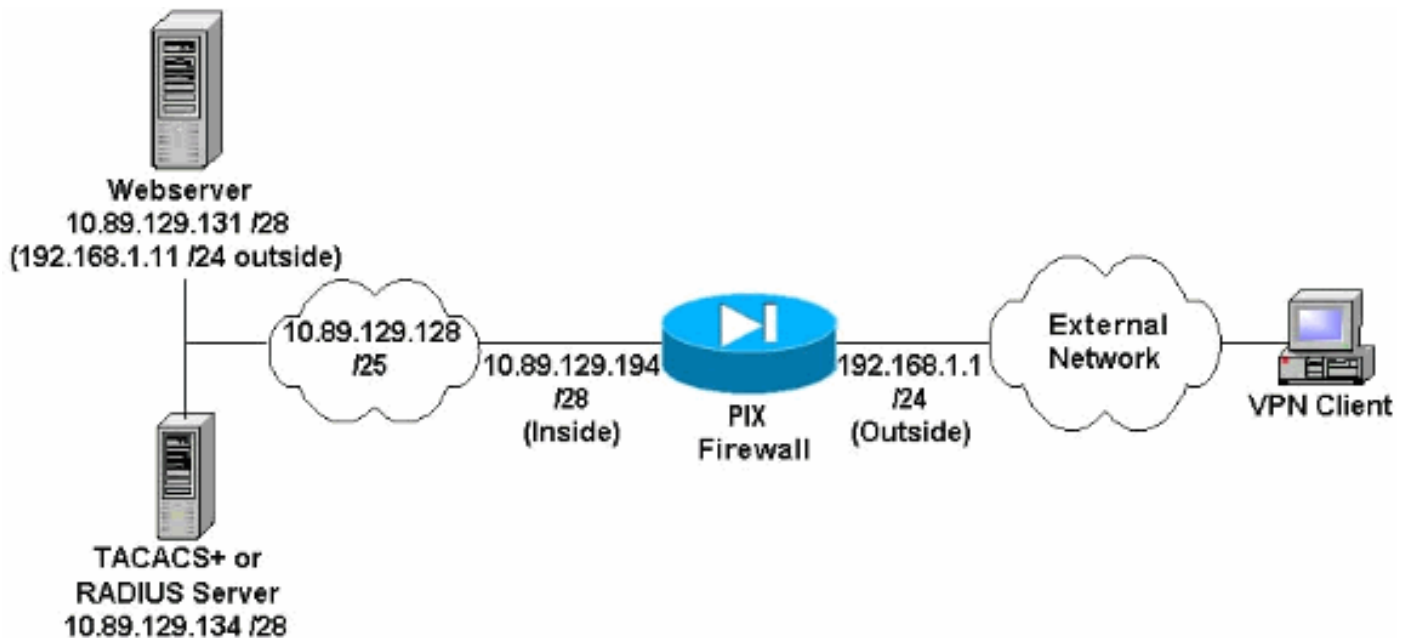 Webserver
10.89.129.131 /28
(192.168.1.11 /24 outside)
10.89.129.128
/25
10.89.129.194
/28
(Inside)
PIX
Firewall
192.168.1.1
/24
(Outside)
External
Network
VPN Client
TACACS+ or
RADIUS Server
10.89.129.134 /28